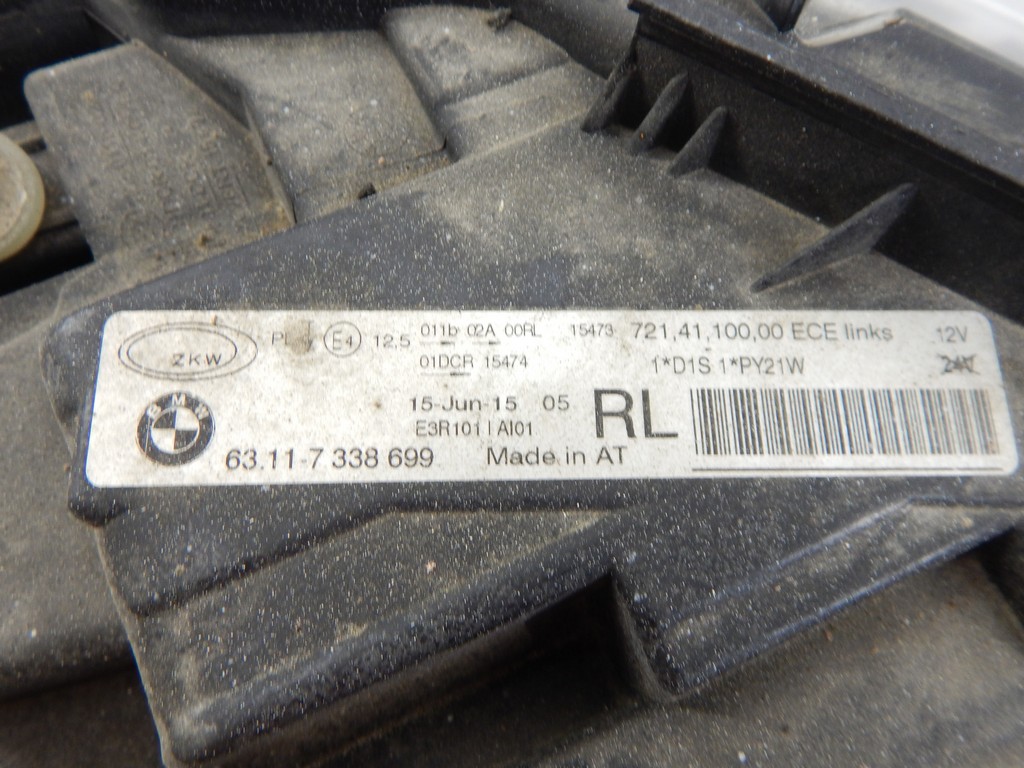 ZKW PL E4 12,5 011b 02A 00RL 15473 721,41,100,00 ECE links 12V
01DCR 15474 1*D1S 1*PY21W 24V
BMW 15-Jun-15 05 RL
E3R101 I AI01
63.11-7 338 699 Made in AT